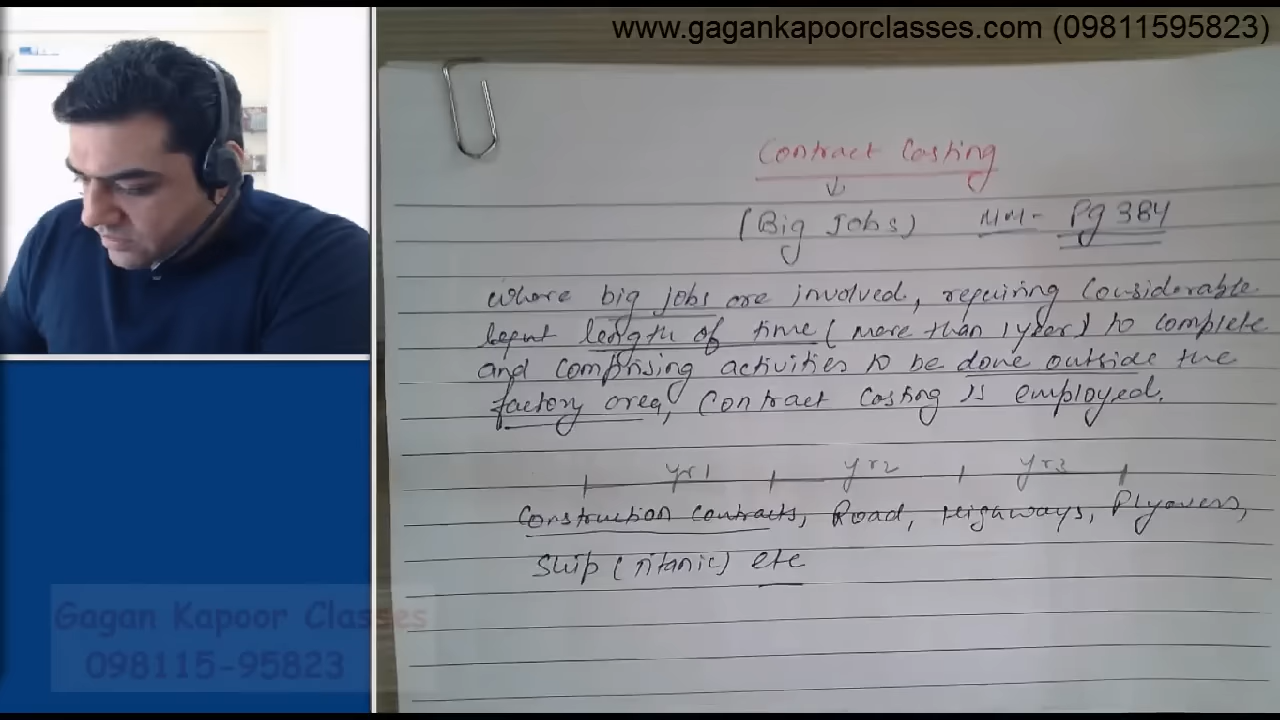 www.gagankapoorclasses.com (09811595823)
Contract Costing
(Big Jobs) MM- Pg 384
where big jobs are involved, requiring considerable
length of time (more than 1 year) to complete
and comprising activities to be done outside the
factory area, contract costing is employed.
yr1 yr2 yr3
Construction contracts, Road, Highways, Flyovers,
Ship (Titanic) etc
Gagan Kapoor Classes
098115-95823